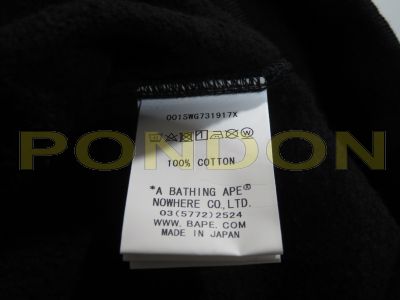 001SWG731917X
100% COTTON
PONDON
*A BATHING APE®
NOWHERE CO.,LTD.
03(5772)2524
WWW.BAPE.COM
MADE IN JAPAN